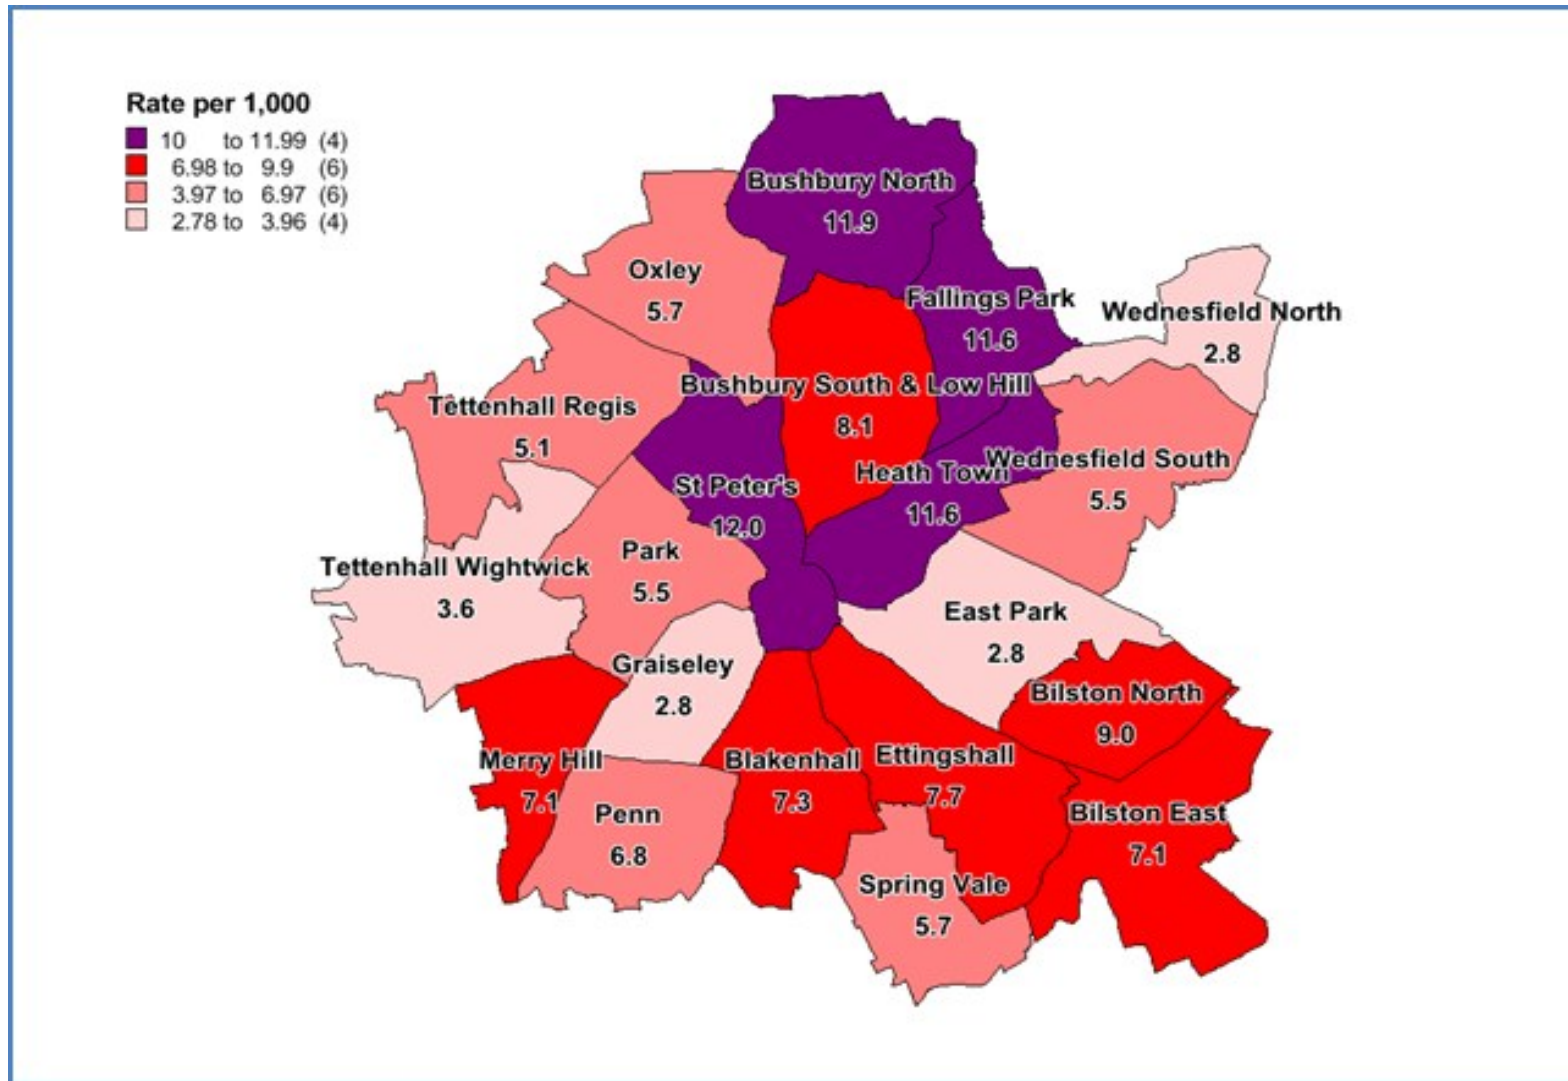 Rate per 1,000
10 to 11.99 (4)
6.98 to 9.9 (6)
3.97 to 6.97 (6)
2.78 to 3.96 (4)
Bushbury North
11.9
Oxley
5.7
Fallings Park
11.6
Wednesfield North
2.8
Bushbury South & Low Hill
8.1
Tettenhall Regis
5.1
St Peter's
12.0
Heath Town
11.6
Wednesfield South
5.5
Park
5.5
Tettenhall Wightwick
3.6
East Park
2.8
Graiseley
2.8
Bilston North
9.0
Merry Hill
7.1
Blakenhall
7.3
Ettingshall
7.7
Penn
6.8
Bilston East
7.1
Spring Vale
5.7